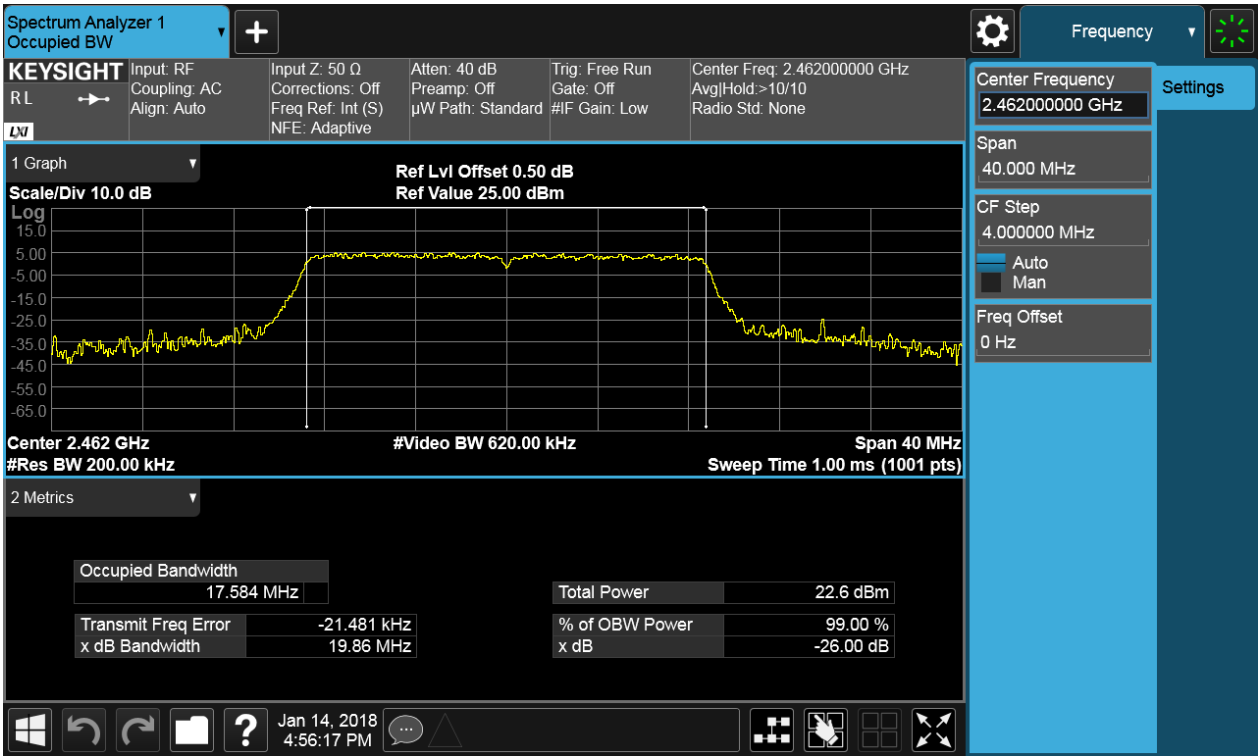 Spectrum Analyzer 1
Occupied BW
Frequency
KEYSIGHT
R L
LXI
Input: RF
Coupling: AC
Align: Auto
Input Z: 50 Ω
Corrections: Off
Freq Ref: Int (S)
NFE: Adaptive
Atten: 40 dB
Preamp: Off
µW Path: Standard
Trig: Free Run
Gate: Off
#IF Gain: Low
Center Freq: 2.462000000 GHz
Avg|Hold:>10/10
Radio Std: None
Center Frequency
2.462000000 GHz
Settings
Span
40.000 MHz
CF Step
4.000000 MHz
Auto
Man
Freq Offset
0 Hz
1 Graph
Ref Lvl Offset 0.50 dB
Scale/Div 10.0 dB
Ref Value 25.00 dBm
Log
15.0
5.00
-5.00
-15.0
-25.0
-35.0
-45.0
-55.0
-65.0
Center 2.462 GHz
#Video BW 620.00 kHz
Span 40 MHz
#Res BW 200.00 kHz
Sweep Time 1.00 ms (1001 pts)
2 Metrics
Occupied Bandwidth
17.584 MHz
Total Power 22.6 dBm
Transmit Freq Error -21.481 kHz
% of OBW Power 99.00 %
x dB Bandwidth 19.86 MHz
x dB -26.00 dB
?
Jan 14, 2018
4:56:17 PM